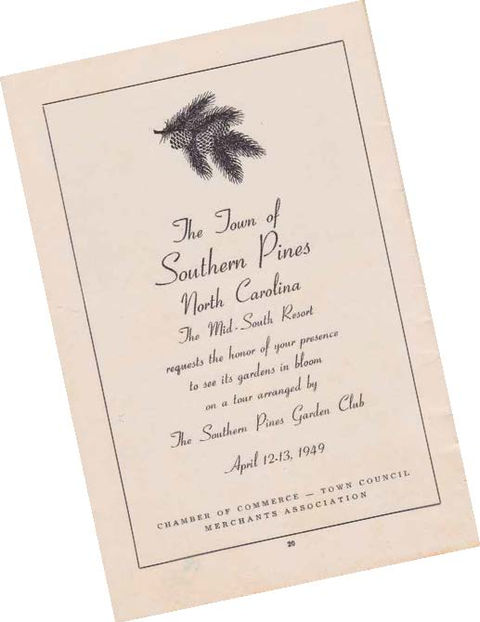 The Town of
Southern Pines
North Carolina
The Mid-South Resort
requests the honor of your presence
to see its gardens in bloom
on a tour arranged by
The Southern Pines Garden Club
April 12-13, 1949
CHAMBER OF COMMERCE — TOWN COUNCIL
MERCHANTS ASSOCIATION
20